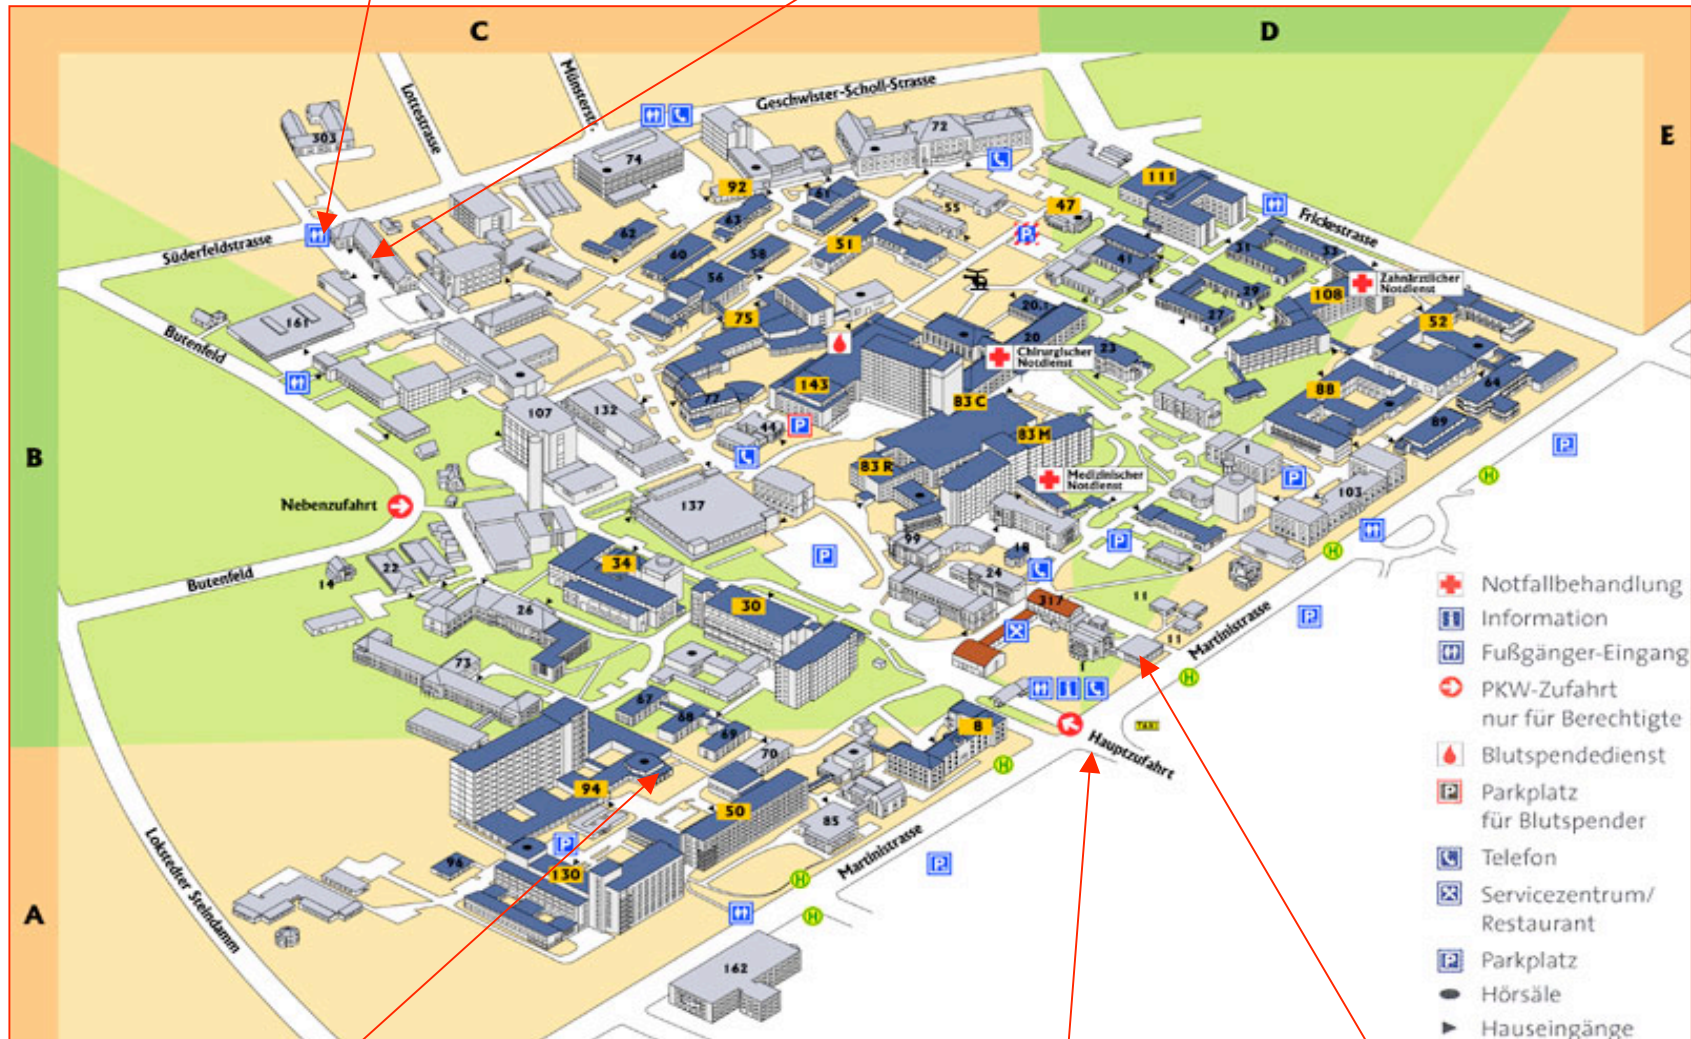 C
D
E
Lottestrasse
Münsterstr.
Geschwister-Scholl-Strasse
303
72
74
92
61
63
55
47
111
Frickestrasse
Süderfeldstrasse
62
60
58
51
56
41
31
33
29
27
108
Zahnärztlicher
Notdienst
52
161
75
20.1
20
23
Chirurgischer
Notdienst
Butenfeld
143
77
88
64
89
107
132
44
83 C
83 M
83 R
1
B
Medizinischer
Notdienst
103
Nebenzufahrt
137
99
18
24
34
22
14
Butenfeld
26
30
317
11
11
Martinistrasse
73
67
68
69
70
8
TAXI
Hauptzufahrt
94
50
85
Martinistrasse
96
130
Lokstedter Steindamm
A
162
Notfallbehandlung
Information
Fußgänger-Eingang
PKW-Zufahrt
nur für Berechtigte
Blutspendedienst
Parkplatz
für Blutspender
Telefon
Servicezentrum/
Restaurant
Parkplatz
Hörsäle
Hauseingänge